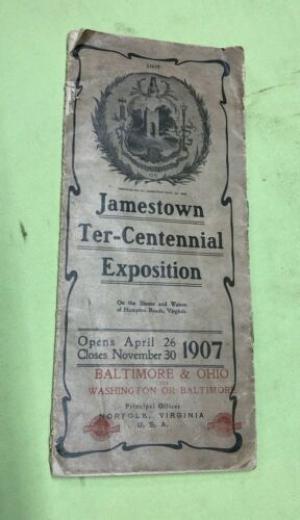 Jamestown
Ter-Centennial
Exposition
On the Shores and Waters
of Hampton Roads, Virginia
Opens April 26
Closes November 30 1907
BALTIMORE & OHIO
WASHINGTON OR BALTIMORE
Principal Offices
NORFOLK, VIRGINIA
U. S. A.